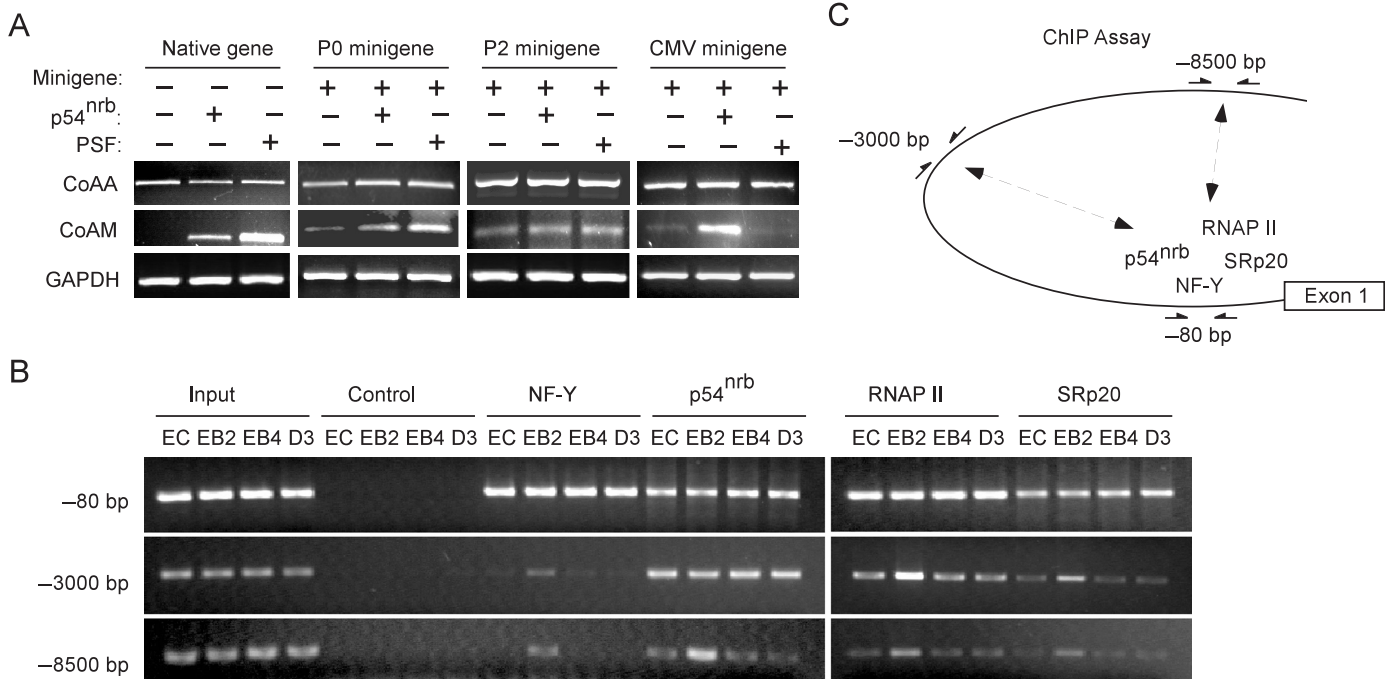 A
Native gene P0 minigene P2 minigene CMV minigene
Minigene: – – – + + + + + + + + +
p54nrb: – + – – + – – + – – + –
PSF: – – + – – + – – + – – +
CoAA
CoAM
GAPDH
C
ChIP Assay
–8500 bp
–3000 bp
RNAP II
p54nrb SRp20
NF-Y
Exon 1
–80 bp
B
Input Control NF-Y p54nrb RNAP II SRp20
EC EB2 EB4 D3 EC EB2 EB4 D3 EC EB2 EB4 D3 EC EB2 EB4 D3 EC EB2 EB4 D3 EC EB2 EB4 D3
–80 bp
–3000 bp
–8500 bp